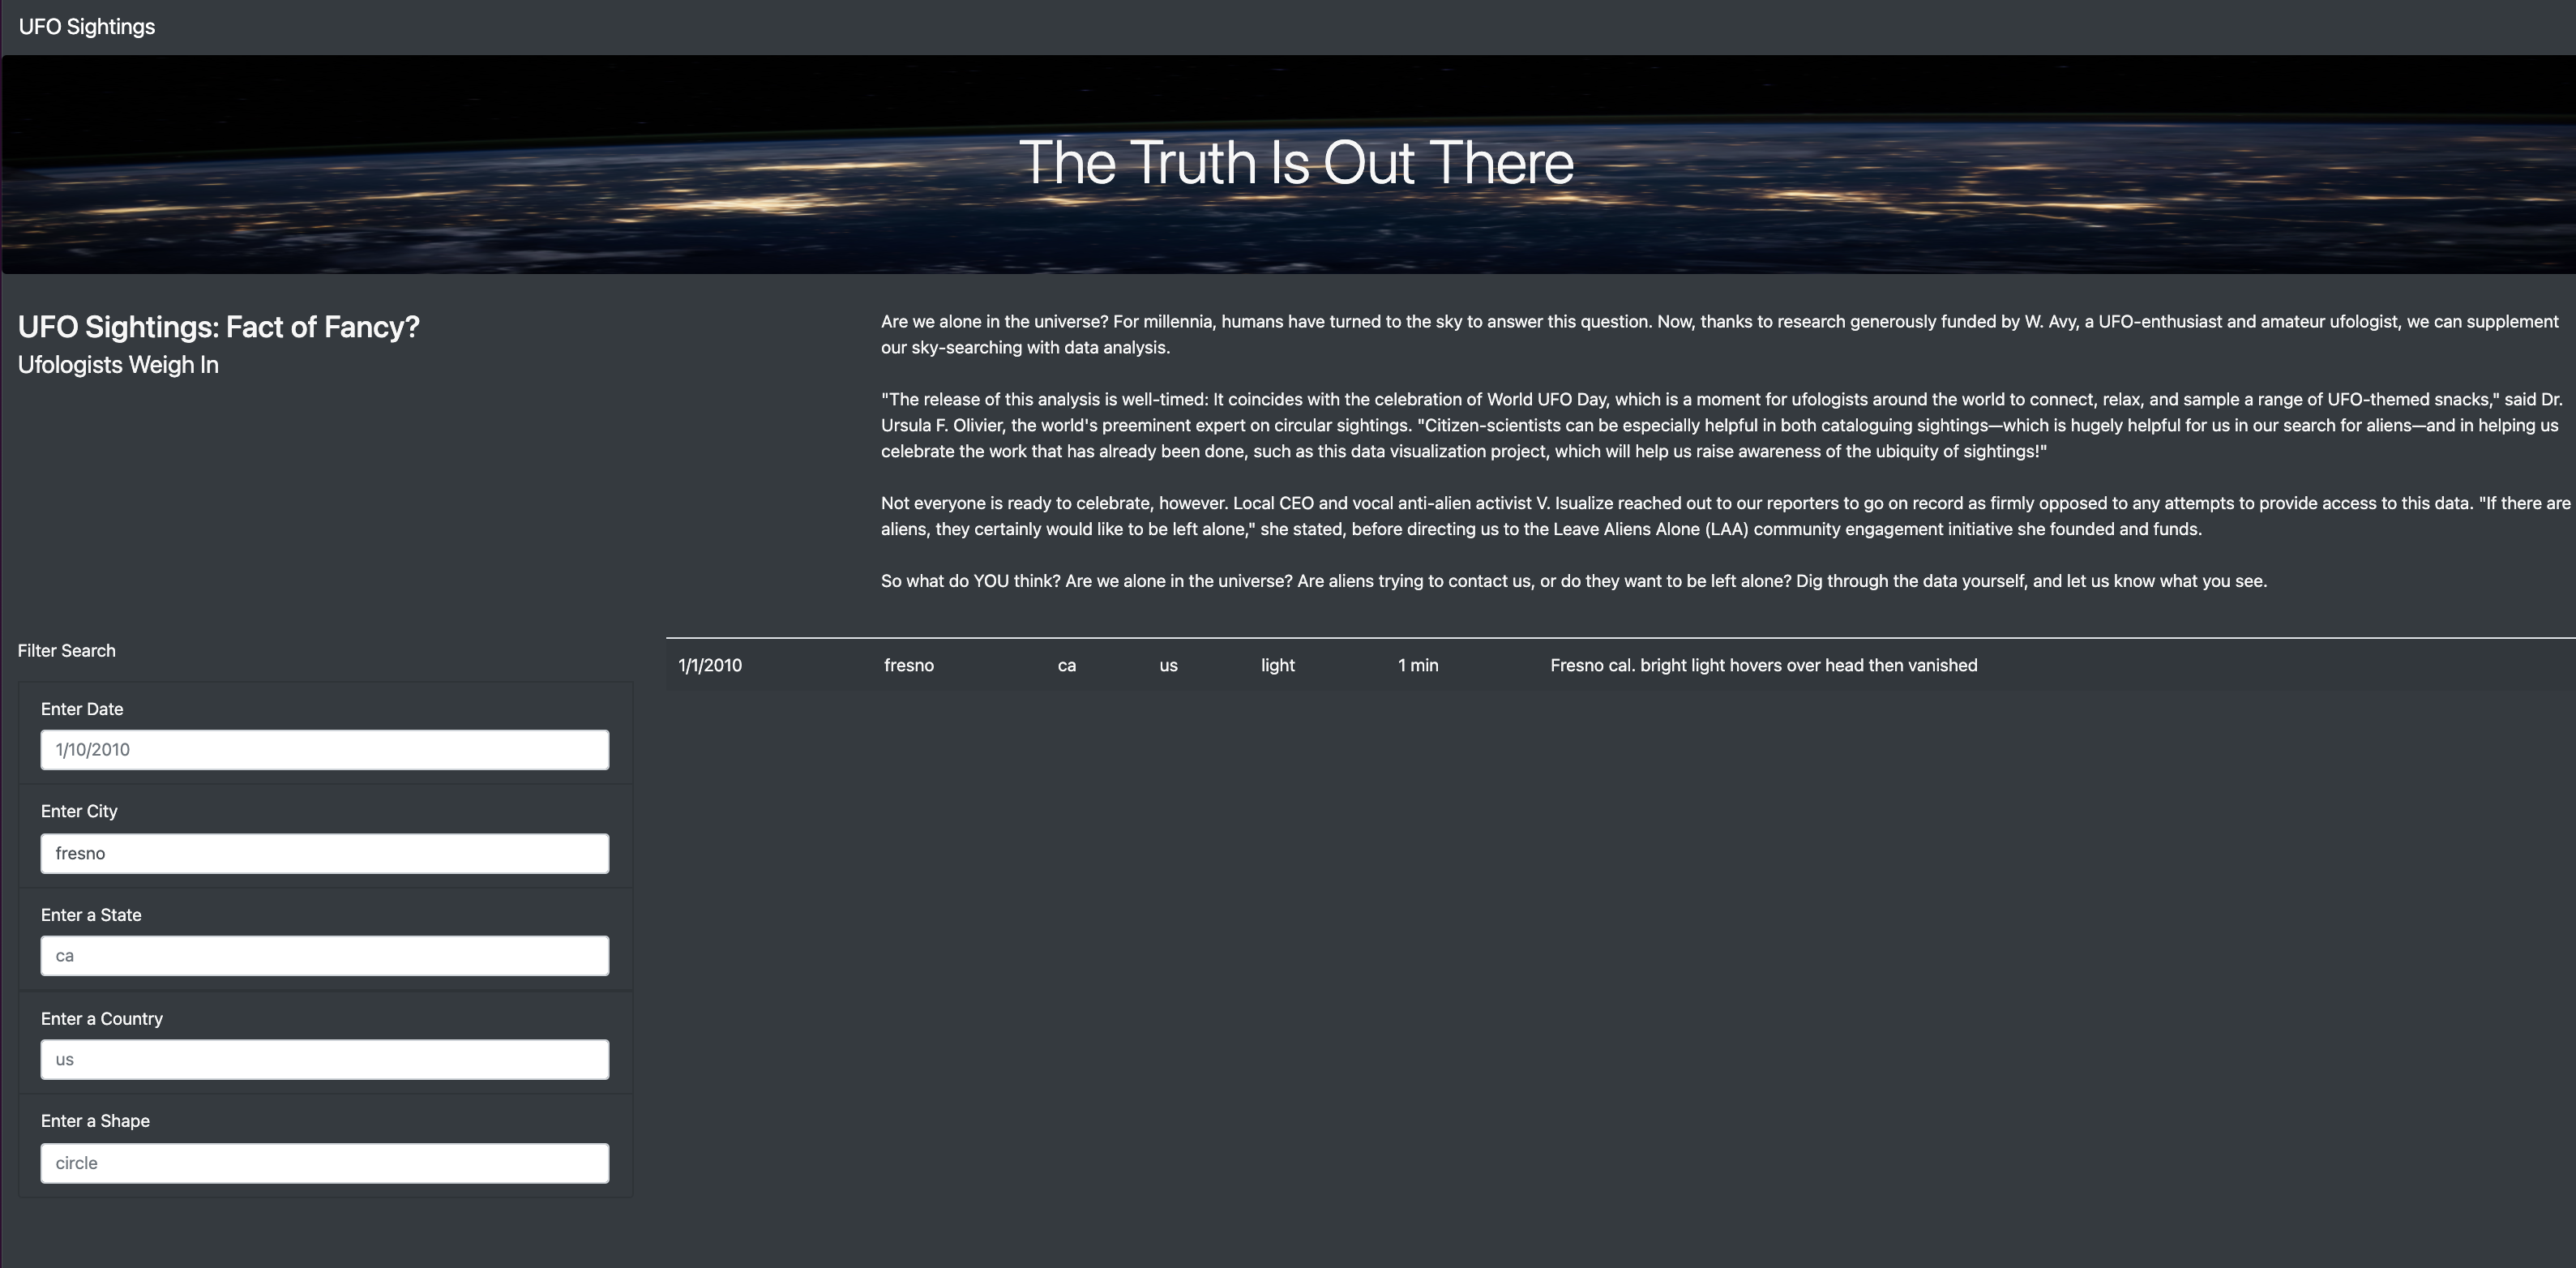 UFO Sightings
The Truth Is Out There
UFO Sightings: Fact of Fancy?
Ufologists Weigh In
Are we alone in the universe? For millennia, humans have turned to the sky to answer this question. Now, thanks to research generously funded by W. Avy, a UFO-enthusiast and amateur ufologist, we can supplement
our sky-searching with data analysis.
"The release of this analysis is well-timed: It coincides with the celebration of World UFO Day, which is a moment for ufologists around the world to connect, relax, and sample a range of UFO-themed snacks," said Dr.
Ursula F. Olivier, the world's preeminent expert on circular sightings. "Citizen-scientists can be especially helpful in both cataloguing sightings—which is hugely helpful for us in our search for aliens—and in helping us
celebrate the work that has already been done, such as this data visualization project, which will help us raise awareness of the ubiquity of sightings!"
Not everyone is ready to celebrate, however. Local CEO and vocal anti-alien activist V. Isualize reached out to our reporters to go on record as firmly opposed to any attempts to provide access to this data. "If there are
aliens, they certainly would like to be left alone," she stated, before directing us to the Leave Aliens Alone (LAA) community engagement initiative she founded and funds.
So what do YOU think? Are we alone in the universe? Are aliens trying to contact us, or do they want to be left alone? Dig through the data yourself, and let us know what you see.
Filter Search
Enter Date
1/10/2010
Enter City
fresno
Enter a State
ca
Enter a Country
us
Enter a Shape
circle
1/1/2010 fresno ca us light 1 min Fresno cal. bright light hovers over head then vanished